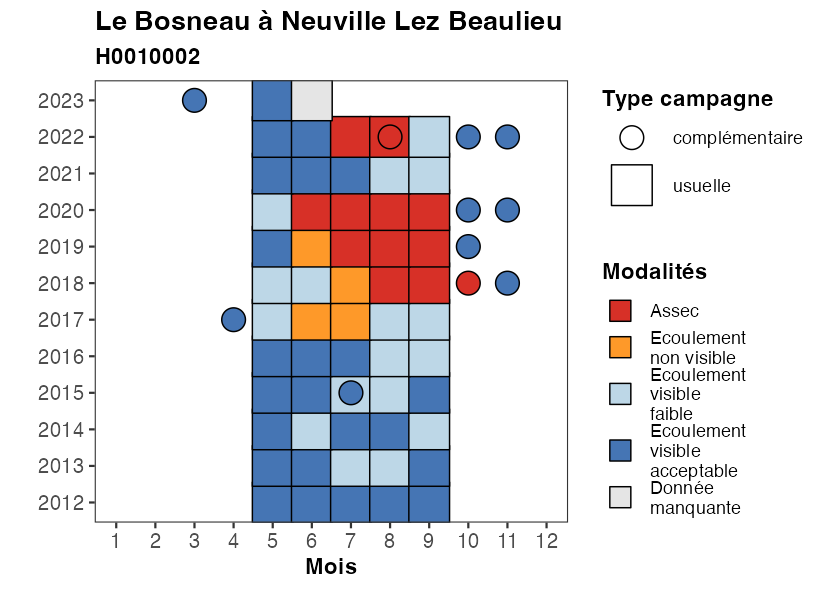 Le Bosneau à Neuville Lez Beaulieu
H0010002
2023
2022
2021
2020
2019
2018
2017
2016
2015
2014
2013
2012
1 2 3 4 5 6 7 8 9 10 11 12
Mois
Type campagne
complémentaire
usuelle
Modalités
Assec
Ecoulement
non visible
Ecoulement
visible
faible
Ecoulement
visible
acceptable
Donnée
manquante